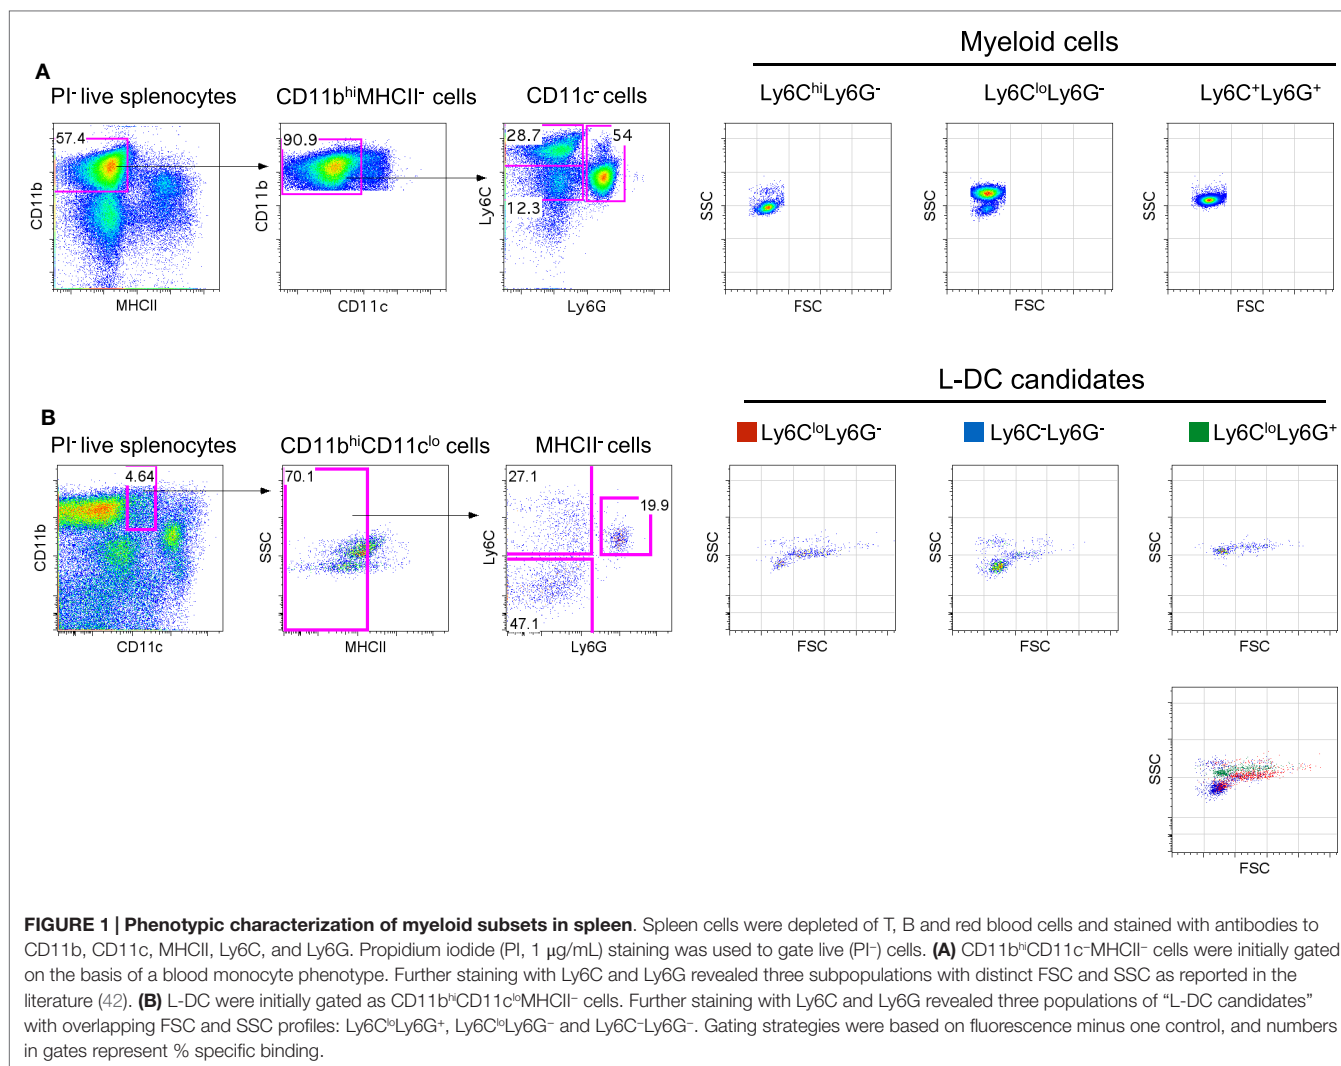 Myeloid cells
A
PI⁻ live splenocytes
CD11bʰⁱMHCII⁻ cells
CD11c⁻ cells
Ly6CʰⁱLy6G⁻
Ly6CˡᵒLy6G⁻
Ly6C⁺Ly6G⁺
57.4
CD11b
MHCII
90.9
CD11b
CD11c
28.7
54
12.3
Ly6C
Ly6G
SSC
FSC
SSC
FSC
SSC
FSC
L-DC candidates
B
PI⁻ live splenocytes
CD11bʰⁱCD11cˡᵒ cells
MHCII⁻ cells
Ly6CˡᵒLy6G⁻
Ly6C⁻Ly6G⁻
Ly6CˡᵒLy6G⁺
4.64
CD11b
CD11c
70.1
SSC
MHCII
27.1
19.9
47.1
Ly6C
Ly6G
SSC
FSC
SSC
FSC
SSC
FSC
SSC
FSC
FIGURE 1 | Phenotypic characterization of myeloid subsets in spleen. Spleen cells were depleted of T, B and red blood cells and stained with antibodies to
CD11b, CD11c, MHCII, Ly6C, and Ly6G. Propidium iodide (PI, 1 μg/mL) staining was used to gate live (PI⁻) cells. (A) CD11bʰⁱCD11c⁻MHCII⁻ cells were initially gated
on the basis of a blood monocyte phenotype. Further staining with Ly6C and Ly6G revealed three subpopulations with distinct FSC and SSC as reported in the
literature (42). (B) L-DC were initially gated as CD11bʰⁱCD11cˡᵒMHCII⁻ cells. Further staining with Ly6C and Ly6G revealed three populations of “L-DC candidates”
with overlapping FSC and SSC profiles: Ly6CˡᵒLy6G⁺, Ly6CˡᵒLy6G⁻ and Ly6C⁻Ly6G⁻. Gating strategies were based on fluorescence minus one control, and numbers
in gates represent % specific binding.